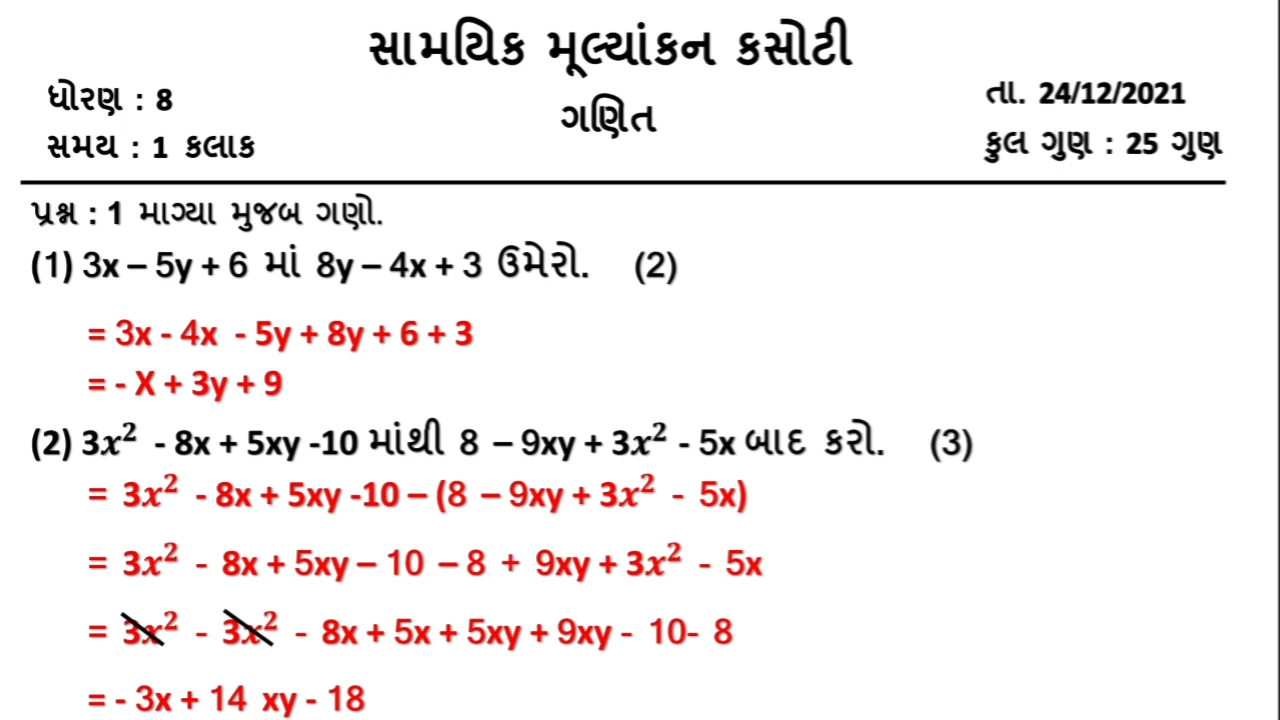 સામયિક મૂલ્યાંકન કસોટી
ધોરણ : 8
ગણિત
તા. 24/12/2021
સમય : 1 કલાક
કુલ ગુણ : 25 ગુણ
પ્રશ્ન : 1 માગ્યા મુજબ ગણો.
(1) 3x – 5y + 6 માં 8y – 4x + 3 ઉમેરો. (2)
= 3x - 4x - 5y + 8y + 6 + 3
= - X + 3y + 9
(2) 3𝑥² - 8x + 5xy -10 માંથી 8 – 9xy + 3𝑥² - 5x બાદ કરો. (3)
= 3𝑥² - 8x + 5xy -10 – (8 – 9xy + 3𝑥² - 5x)
= 3𝑥² - 8x + 5xy – 10 – 8 + 9xy + 3𝑥² - 5x
= 3𝑥² - 3𝑥² - 8x + 5x + 5xy + 9xy - 10- 8
= - 3x + 14 xy - 18